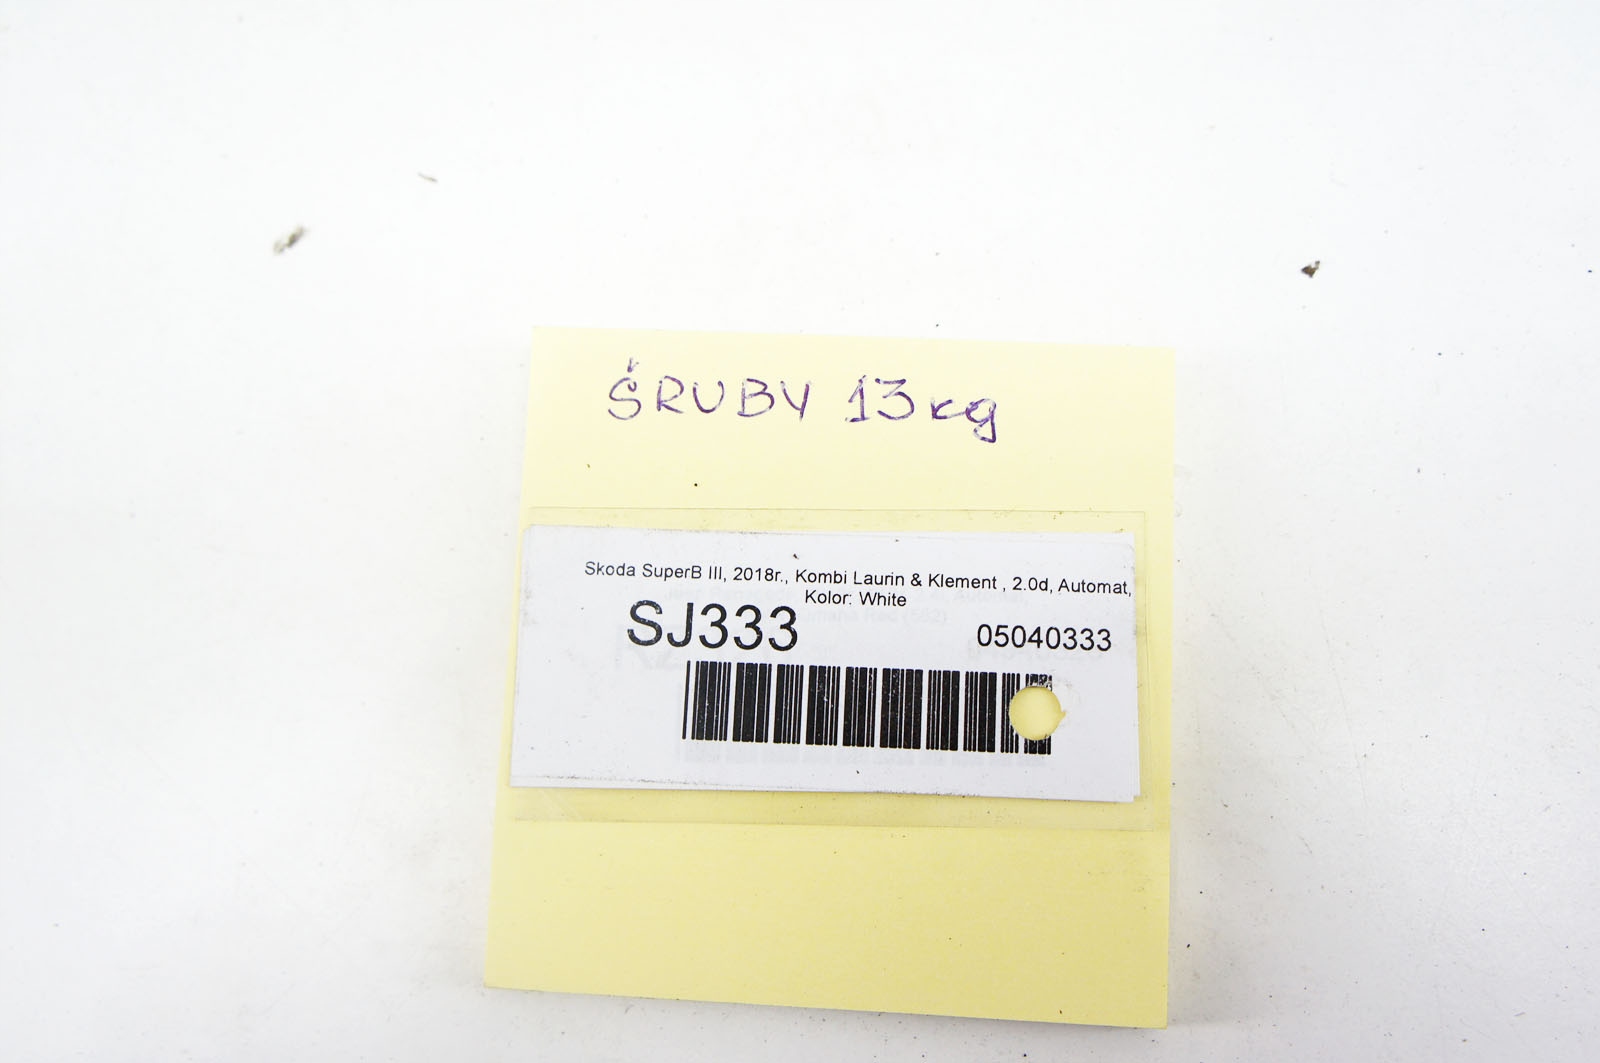 ŚRUBY 13kg
Skoda SuperB III, 2018r., Kombi Laurin & Klement , 2.0d, Automat,
Kolor: White
SJ333
05040333